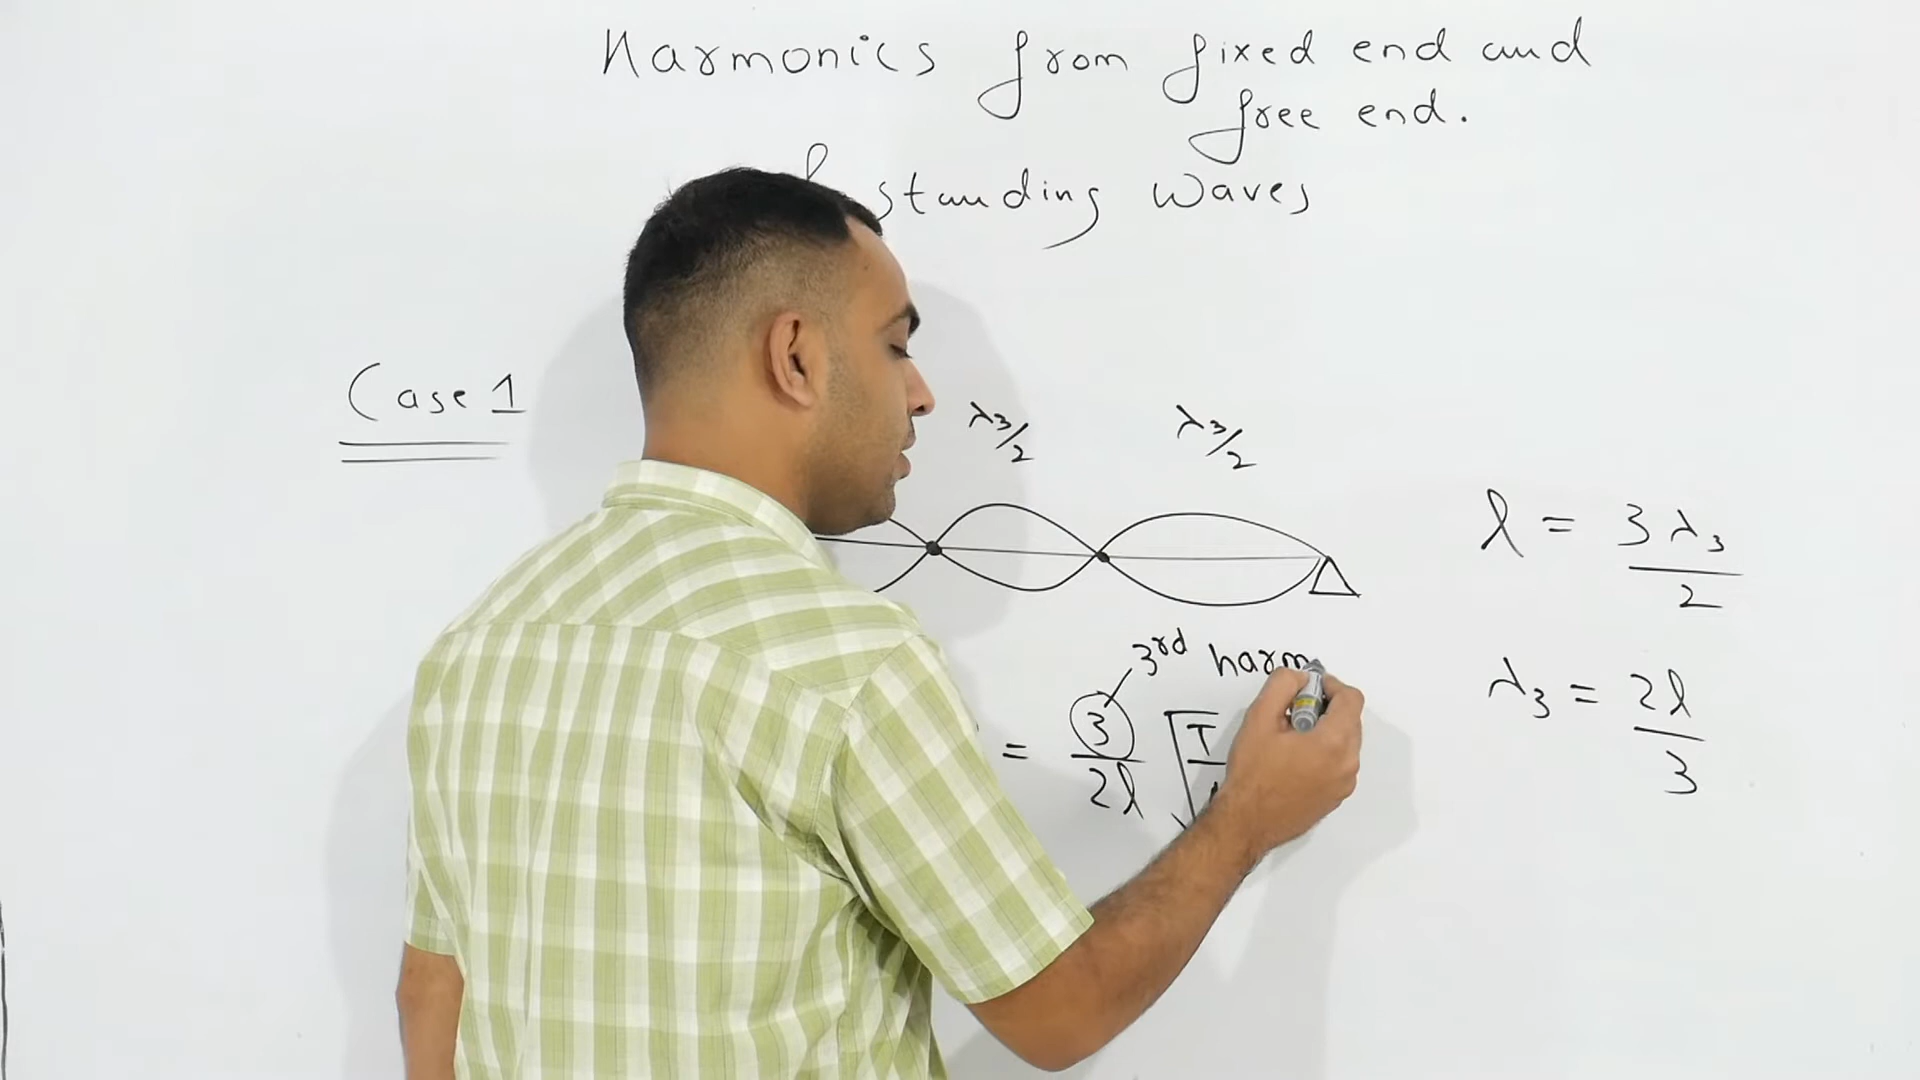 Harmonics from fixed end and
free end.
standing waves
Case 1
λ3/2 λ3/2
l = 3λ3/2
3rd harm
= 3/2l √T
λ3 = 2l/3